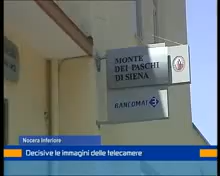 MONTE
DEI PASCHI
DI SIENA
BANCOMAT
Nocera Inferiore
Decisive le immagini delle telecamere